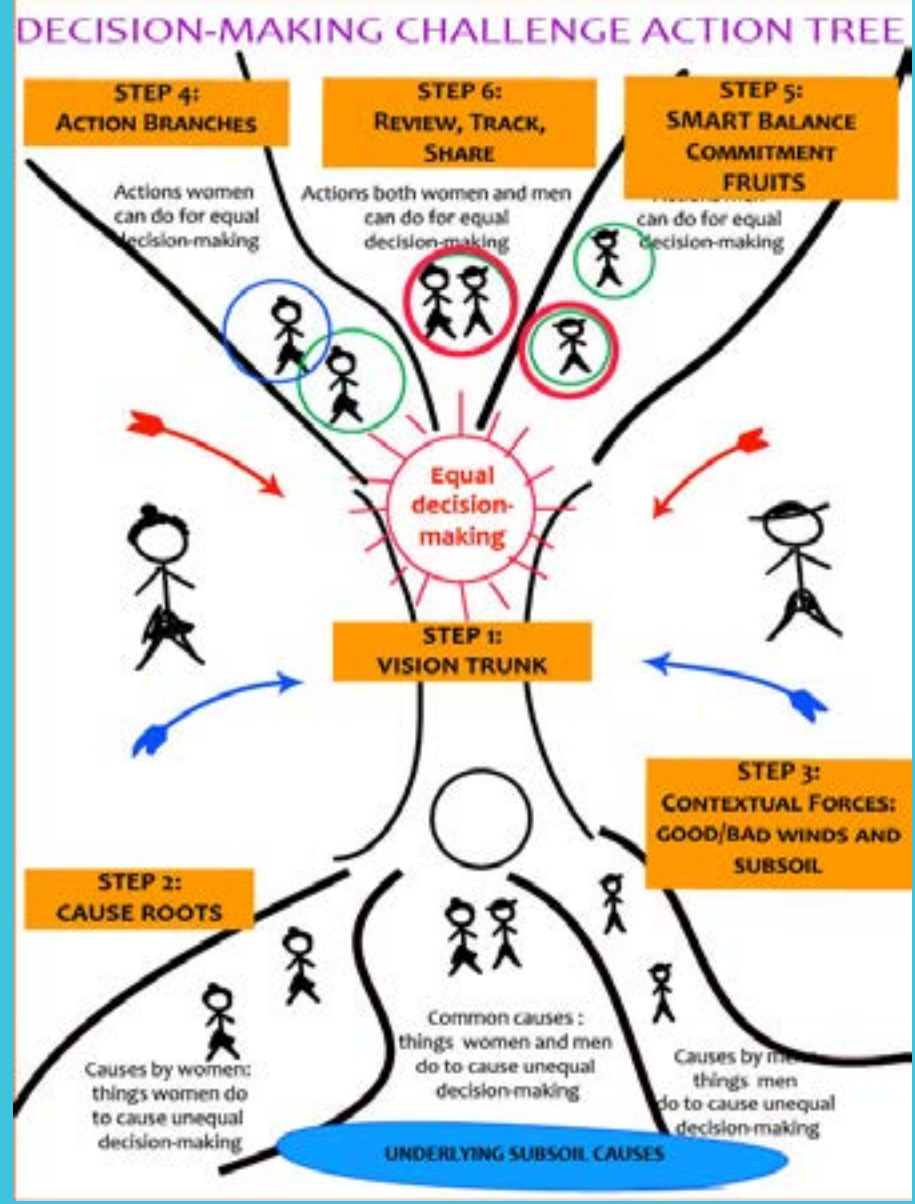 DECISION-MAKING CHALLENGE ACTION TREE
STEP 4:
ACTION BRANCHES
STEP 6:
REVIEW, TRACK,
SHARE
STEP 5:
SMART BALANCE
COMMITMENT
FRUITS
Actions women
can do for equal
decision-making
Actions both women and men
can do for equal
decision-making
can do for equal
decision-making
Equal
decision-
making
STEP 1:
VISION TRUNK
STEP 3:
CONTEXTUAL FORCES:
GOOD/BAD WINDS AND
SUBSOIL
STEP 2:
CAUSE ROOTS
Causes by women:
things women do
to cause unequal
decision-making
Common causes :
things women and men
do to cause unequal
decision-making
Causes by
things men
do to cause unequal
decision-making
UNDERLYING SUBSOIL CAUSES